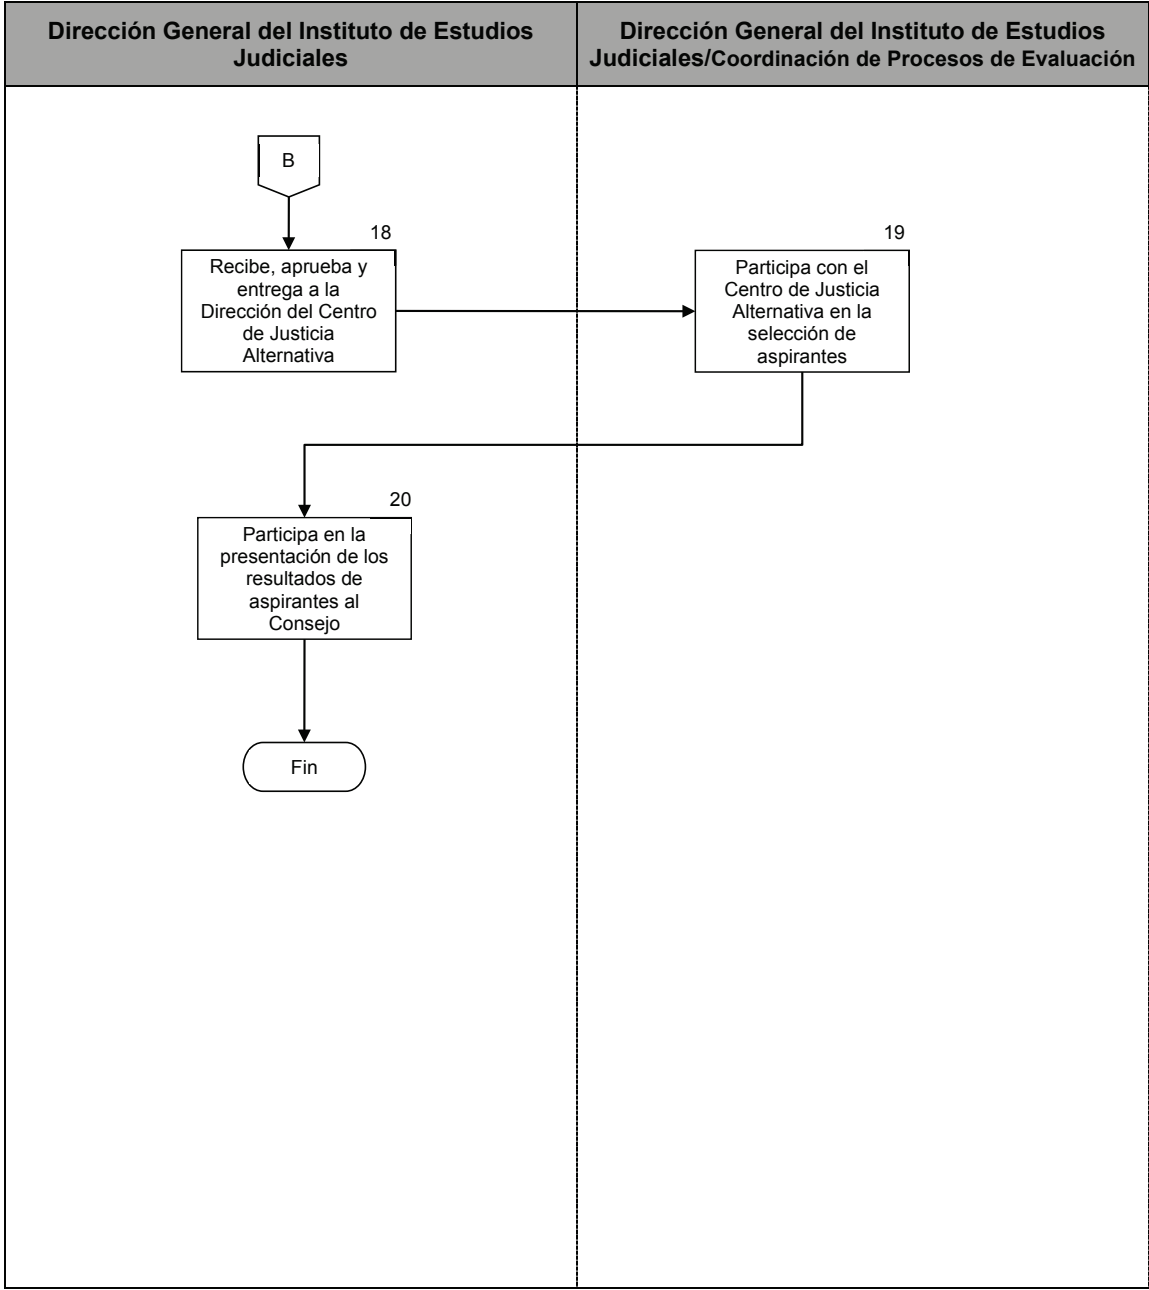 Dirección General del Instituto de Estudios
Judiciales
Dirección General del Instituto de Estudios
Judiciales/Coordinación de Procesos de Evaluación
B
18
Recibe, aprueba y
entrega a la
Dirección del Centro
de Justicia
Alternativa
19
Participa con el
Centro de Justicia
Alternativa en la
selección de
aspirantes
20
Participa en la
presentación de los
resultados de
aspirantes al
Consejo
Fin